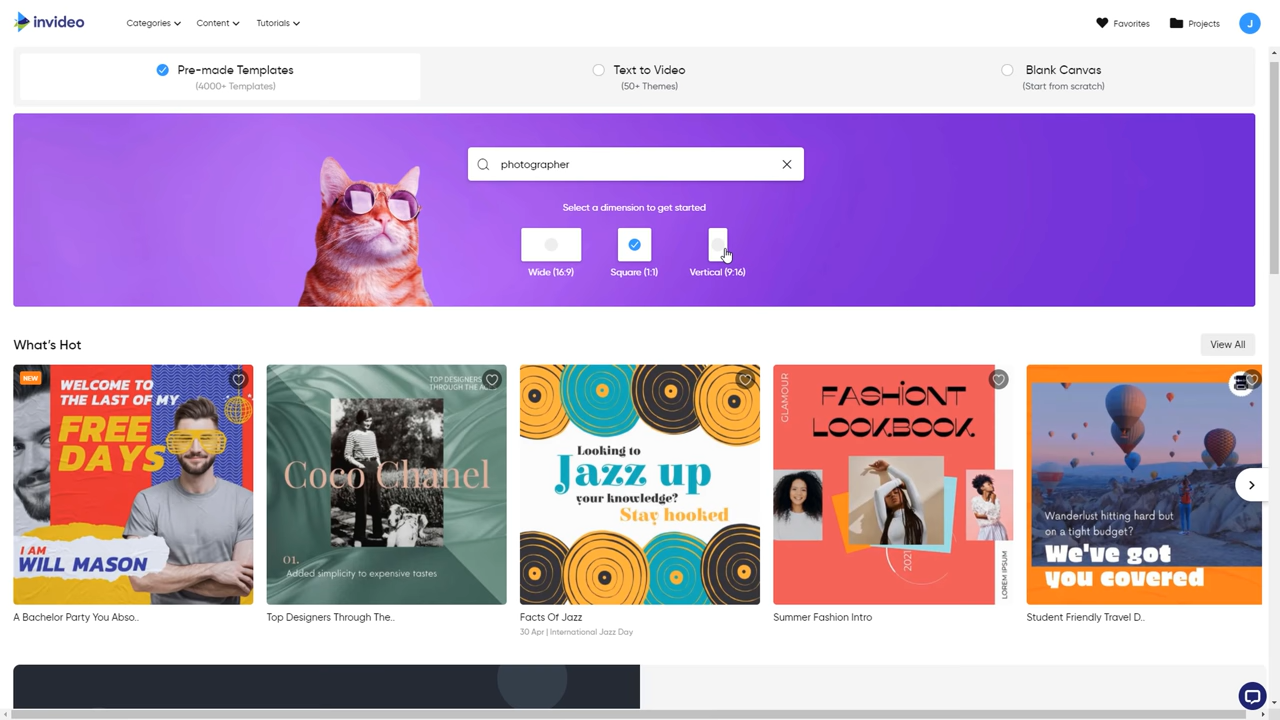 invideo
Categories
Content
Tutorials
Favorites
Projects
J
Pre-made Templates
(4000+ Templates)
Text to Video
(50+ Themes)
Blank Canvas
(Start from scratch)
photographer
Select a dimension to get started
Wide (16:9)
Square (1:1)
Vertical (9:16)
What's Hot
View All
NEW
WELCOME TO
THE LAST OF MY
FREE
DAYS
I AM
WILL MASON
A Bachelor Party You Abso..
TOP DESIGNERS
THROUGH THE
Coco Chanel
01.
Added simplicity to expensive tastes
Top Designers Through The..
Looking to
Jazz up
your knowledge?
Stay hooked
Facts Of Jazz
30 Apr | International Jazz Day
GLAMOUR
FASHIONT
LOOKBOOK
2021
LOREM IPSUM
Summer Fashion Intro
Wanderlust hitting hard but
on a tight budget?
We've got
you covered
Student Friendly Travel D..